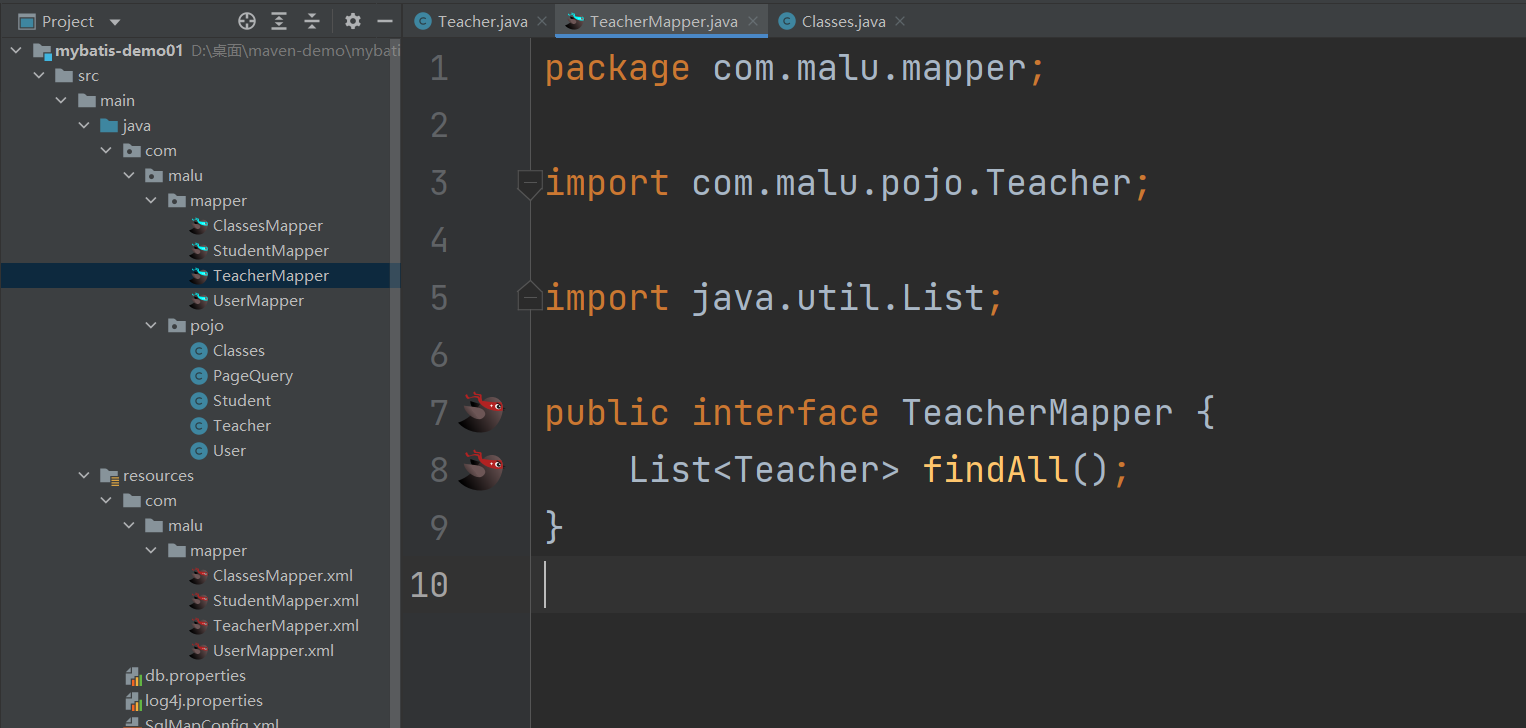 Project
mybatis-demo01 D:\桌面\maven-demo\mybati
src
main
java
com
malu
mapper
ClassesMapper
StudentMapper
TeacherMapper
UserMapper
pojo
Classes
PageQuery
Student
Teacher
User
resources
com
malu
mapper
ClassesMapper.xml
StudentMapper.xml
TeacherMapper.xml
UserMapper.xml
db.properties
log4j.properties
SqlMapConfig.xml
Teacher.java TeacherMapper.java Classes.java
1 package com.malu.mapper;
2
3 import com.malu.pojo.Teacher;
4
5 import java.util.List;
6
7 public interface TeacherMapper {
8 List<Teacher> findAll();
9 }
10